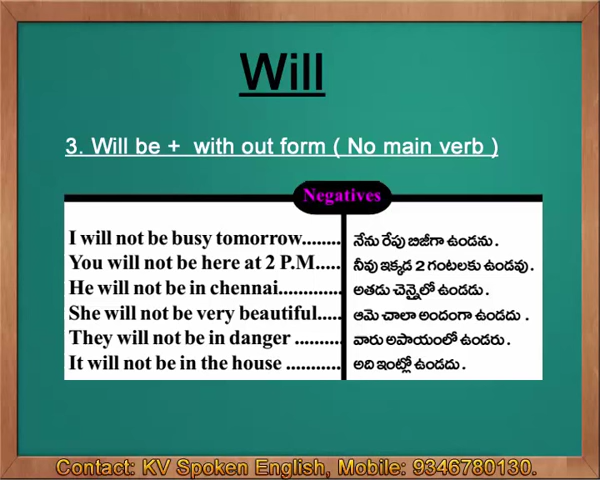 Will
3. Will be + with out form ( No main verb )
Negatives
I will not be busy tomorrow........ నేను రేపు బిజీగా ఉండను .
You will not be here at 2 P.M..... నీవు ఇక్కడ 2 గంటలకు ఉండవు .
He will not be in chennai............. అతడు చెన్నైలో ఉండడు .
She will not be very beautiful..... ఆమె చాలా అందంగా ఉండదు .
They will not be in danger .......... వారు అపాయంలో ఉండరు .
It will not be in the house ........... అది ఇంట్లో ఉండదు .
Contact: KV Spoken English, Mobile: 9346780130.